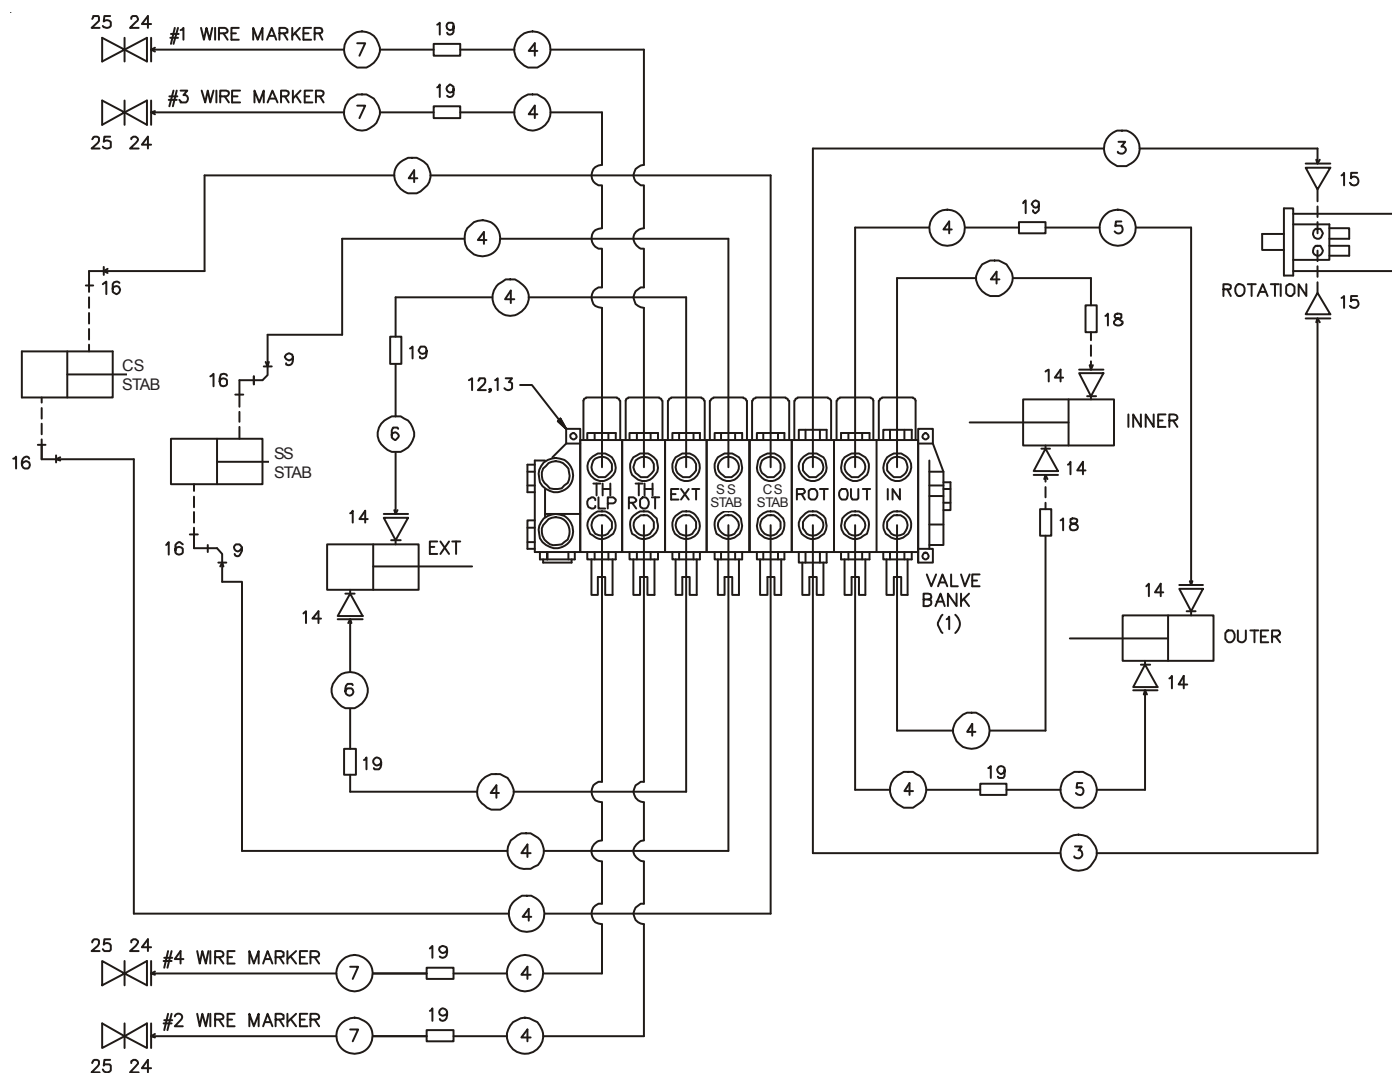 25 24
#1 WIRE MARKER
7
19
4
#3 WIRE MARKER
7
19
4
25 24
4
3
15
4
19
5
4
4
16
ROTATION
15
4
18
9
19
CS
STAB
16
14
12,13
INNER
6
SS
STAB
16
14
TH
CLP
TH
ROT
EXT
SS
STAB
CS
STAB
ROT
OUT
IN
14
18
16
9
EXT
14
VALVE
BANK
(1)
14
OUTER
14
6
4
19
4
4
19
5
4
3
4
25 24
#4 WIRE MARKER
7
19
4
#2 WIRE MARKER
7
19
4
25 24